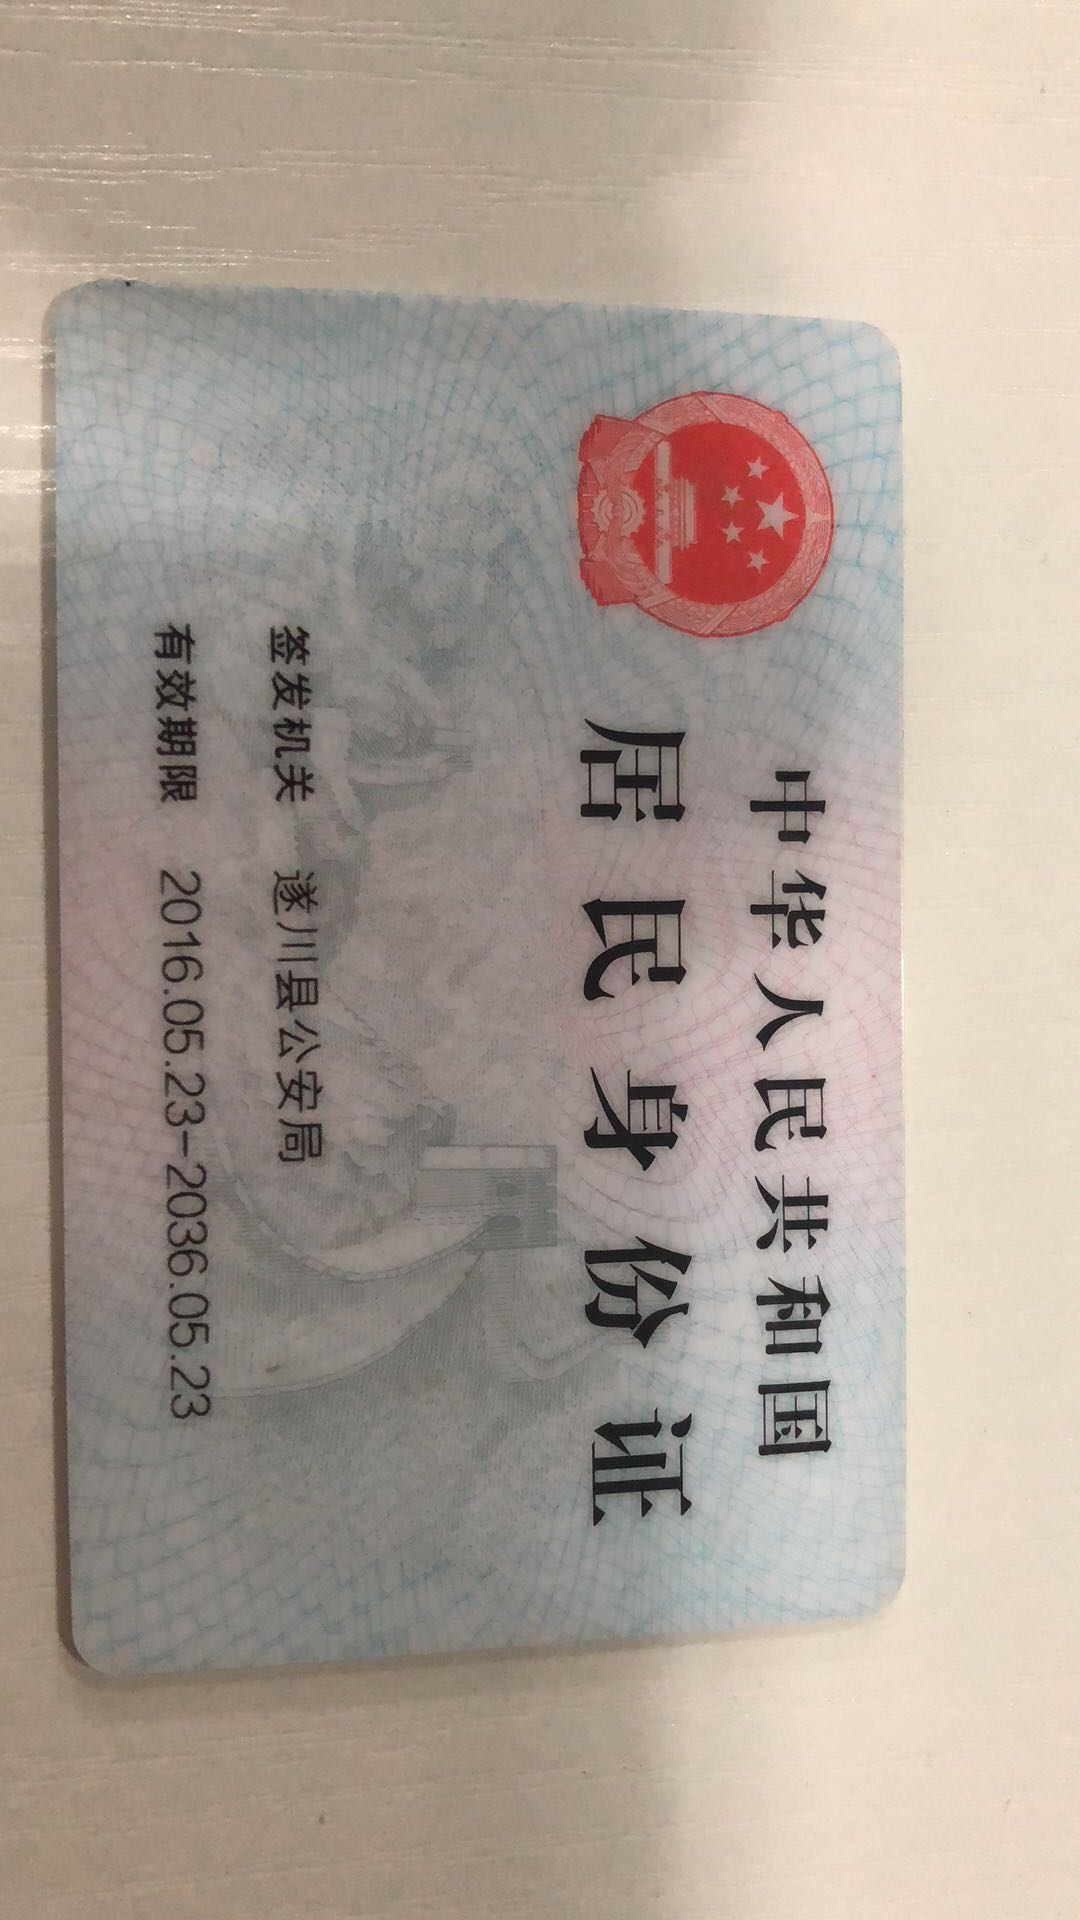 中华人民共和国
居民身份证
签发机关 遂川县公安局
有效期限 2016.05.23-2036.05.23